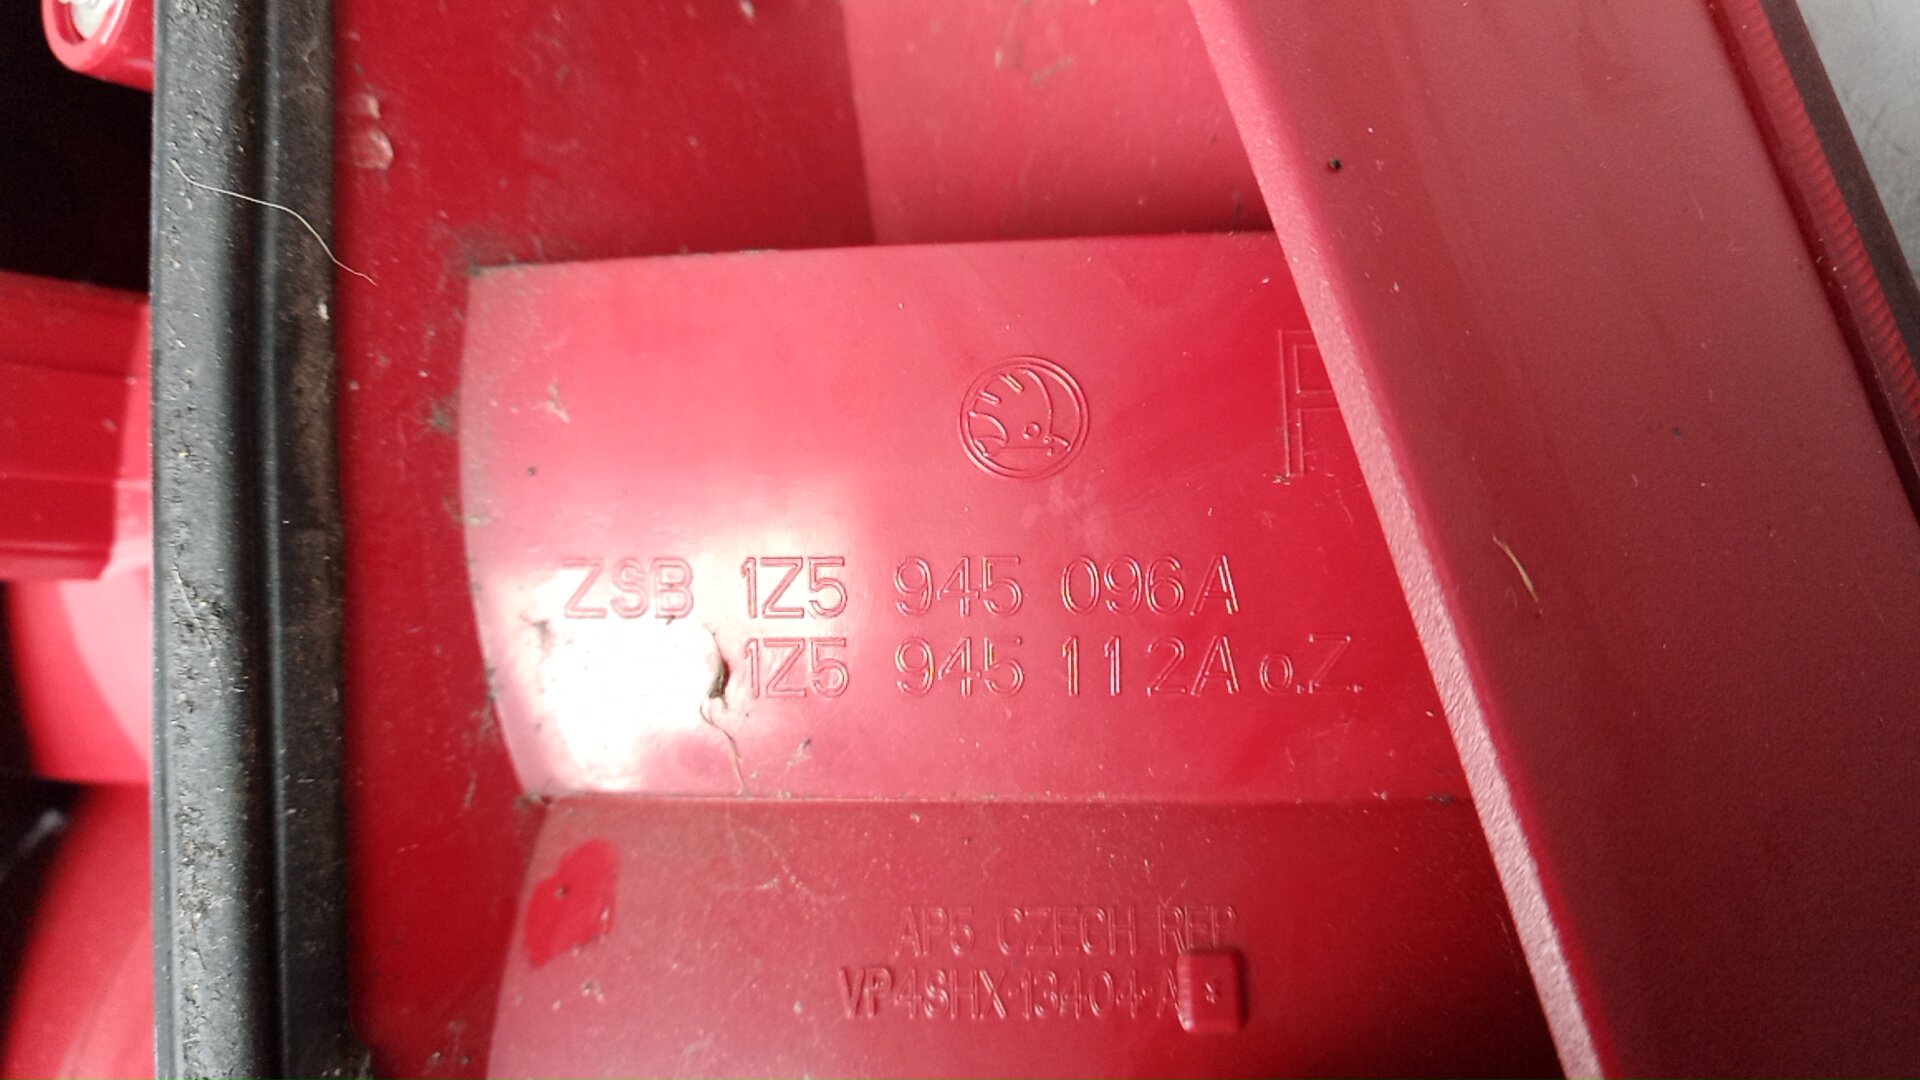 R
ZSB 1Z5 945 096A
1Z5 945 112A o.Z.
AP5 CZECH REP
VP4SHX-13404-A